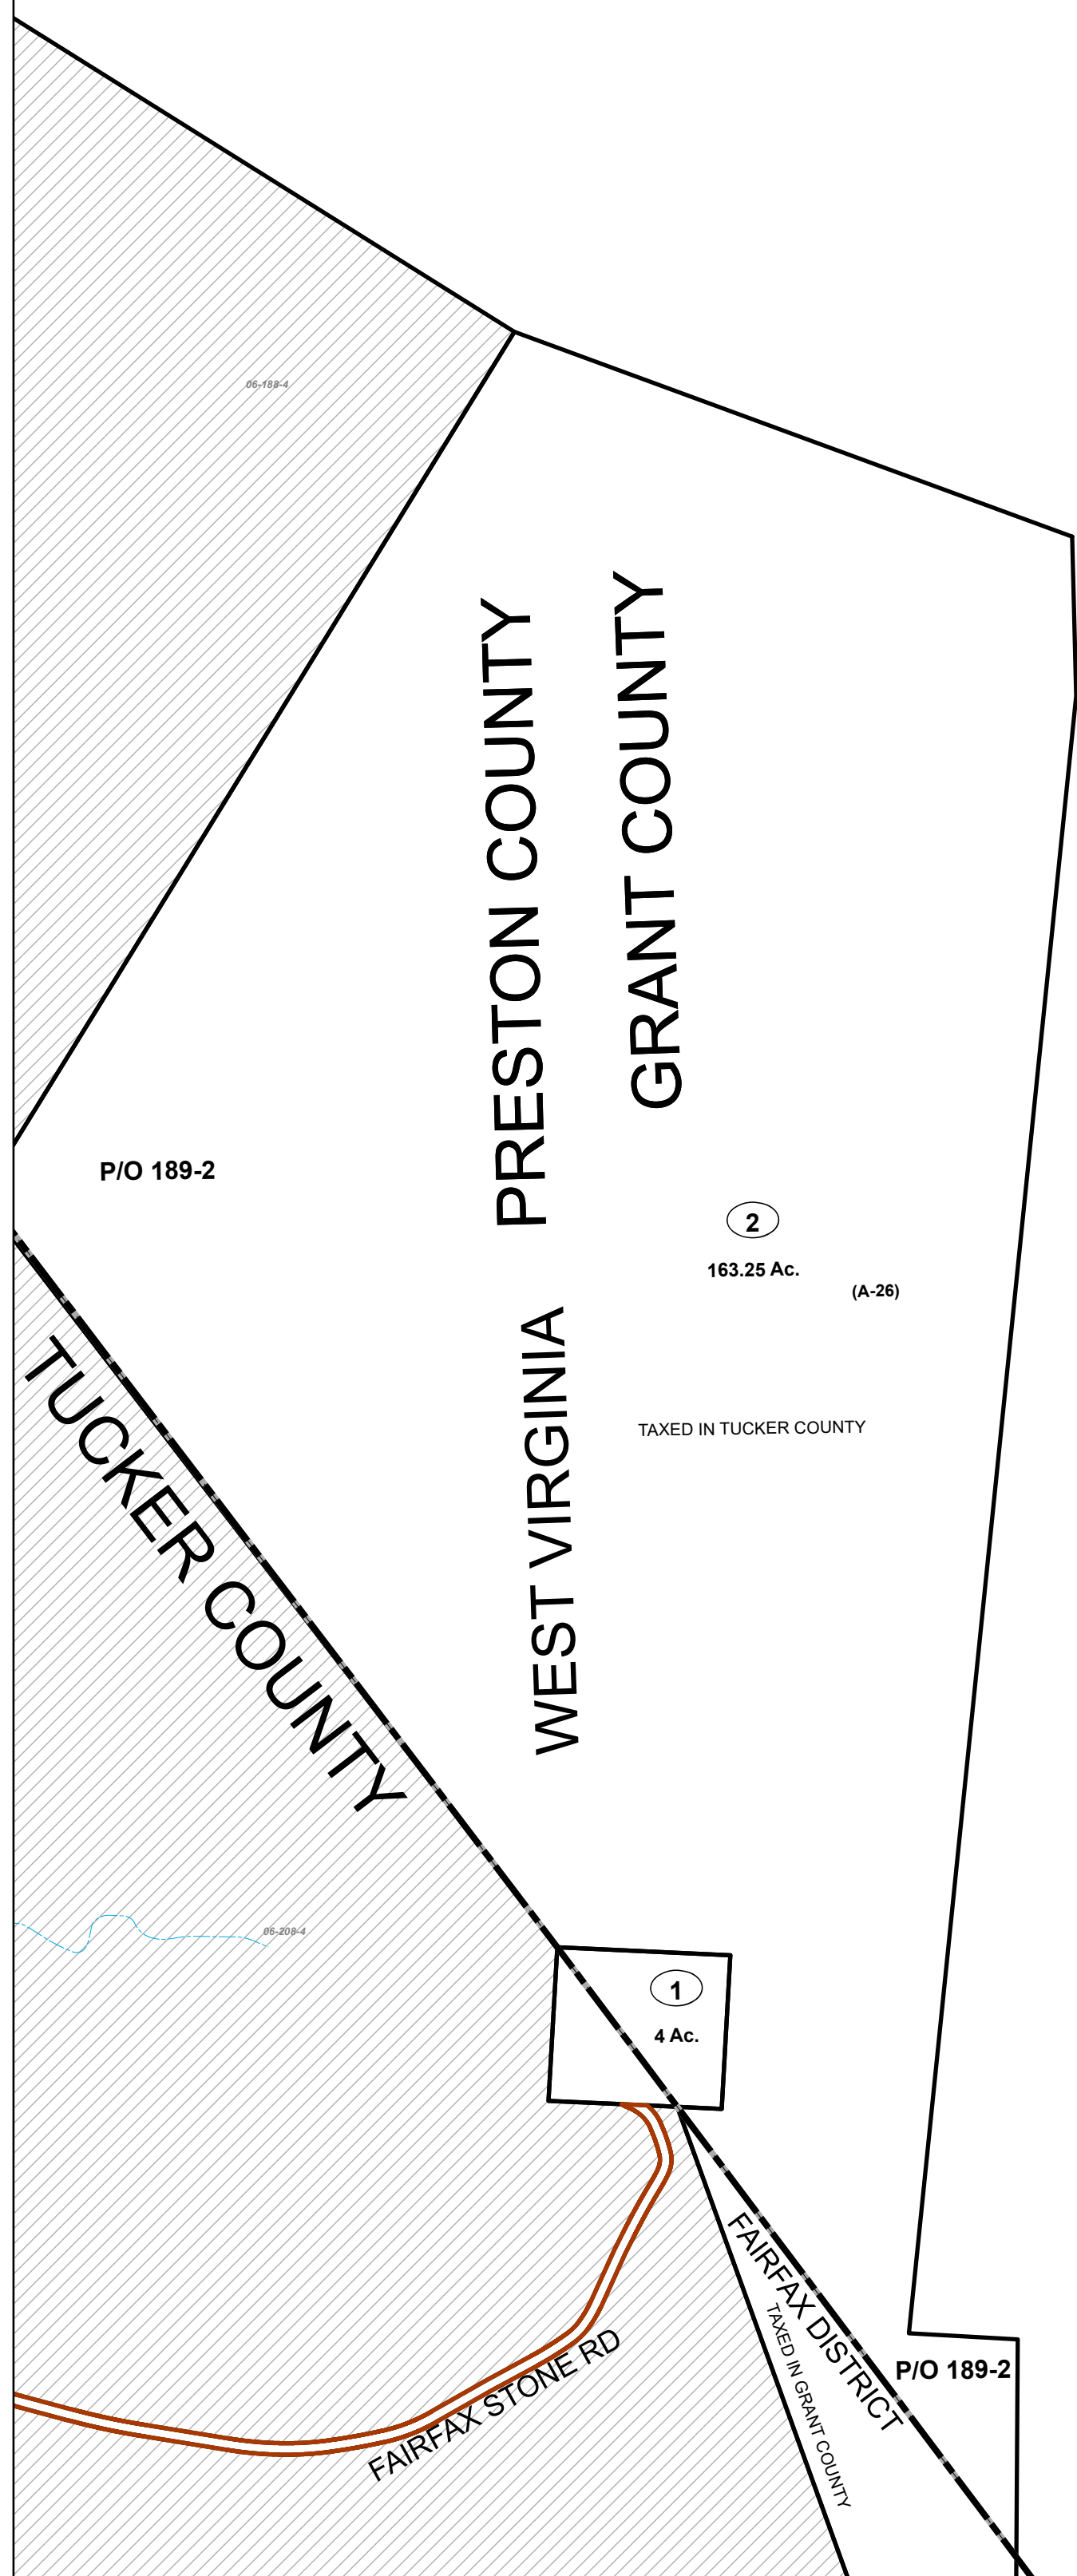 06-188-4
PRESTON COUNTY
GRANT COUNTY
P/O 189-2
2
163.25 Ac.
(A-26)
WEST VIRGINIA
TAXED IN TUCKER COUNTY
TUCKER COUNTY
06-208-4
1
4 Ac.
FAIRFAX DISTRICT
TAXED IN GRANT COUNTY
FAIRFAX STONE RD
P/O 189-2